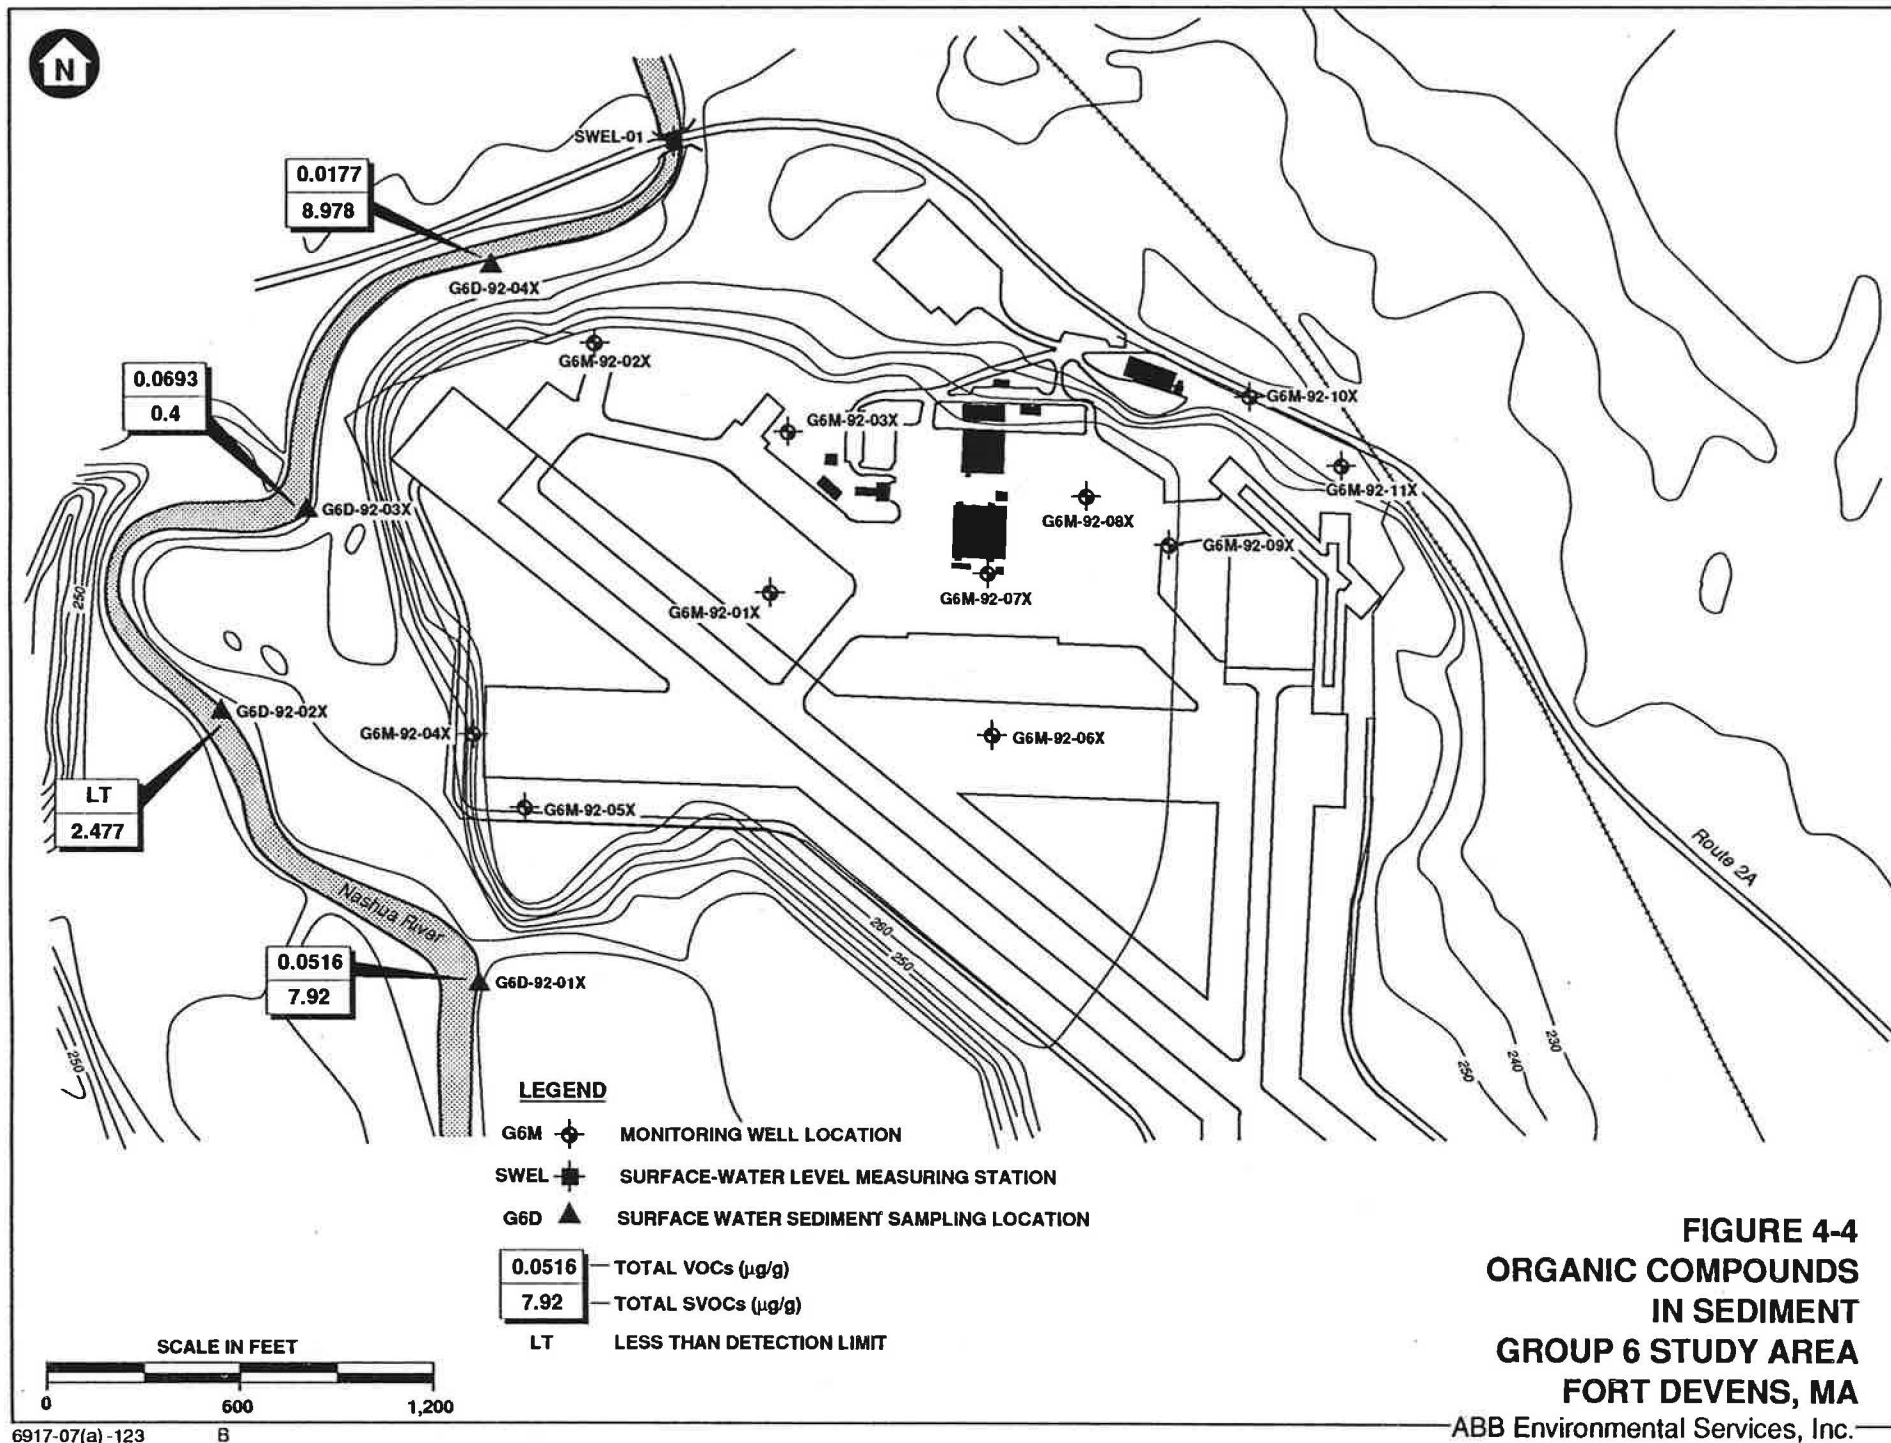 N
SWEL-01
0.0177
8.978
G6D-92-04X
G6M-92-02X
0.0693
0.4
G6M-92-03X
G6M-92-10X
G6M-92-11X
G6D-92-03X
G6M-92-08X
G6M-92-09X
250
G6M-92-07X
G6M-92-01X
G6D-92-02X
G6M-92-04X
G6M-92-06X
LT
2.477
G6M-92-05X
Route 2A
Nashua River
260
250
0.0516
7.92
G6D-92-01X
250
250
240
230
LEGEND
G6M MONITORING WELL LOCATION
SWEL SURFACE-WATER LEVEL MEASURING STATION
G6D SURFACE WATER SEDIMENT SAMPLING LOCATION
0.0516 TOTAL VOCs (µg/g)
7.92 TOTAL SVOCs (µg/g)
LT LESS THAN DETECTION LIMIT
SCALE IN FEET
0 600 1,200
FIGURE 4-4
ORGANIC COMPOUNDS
IN SEDIMENT
GROUP 6 STUDY AREA
FORT DEVENS, MA
ABB Environmental Services, Inc.
6917-07(a) -123 B